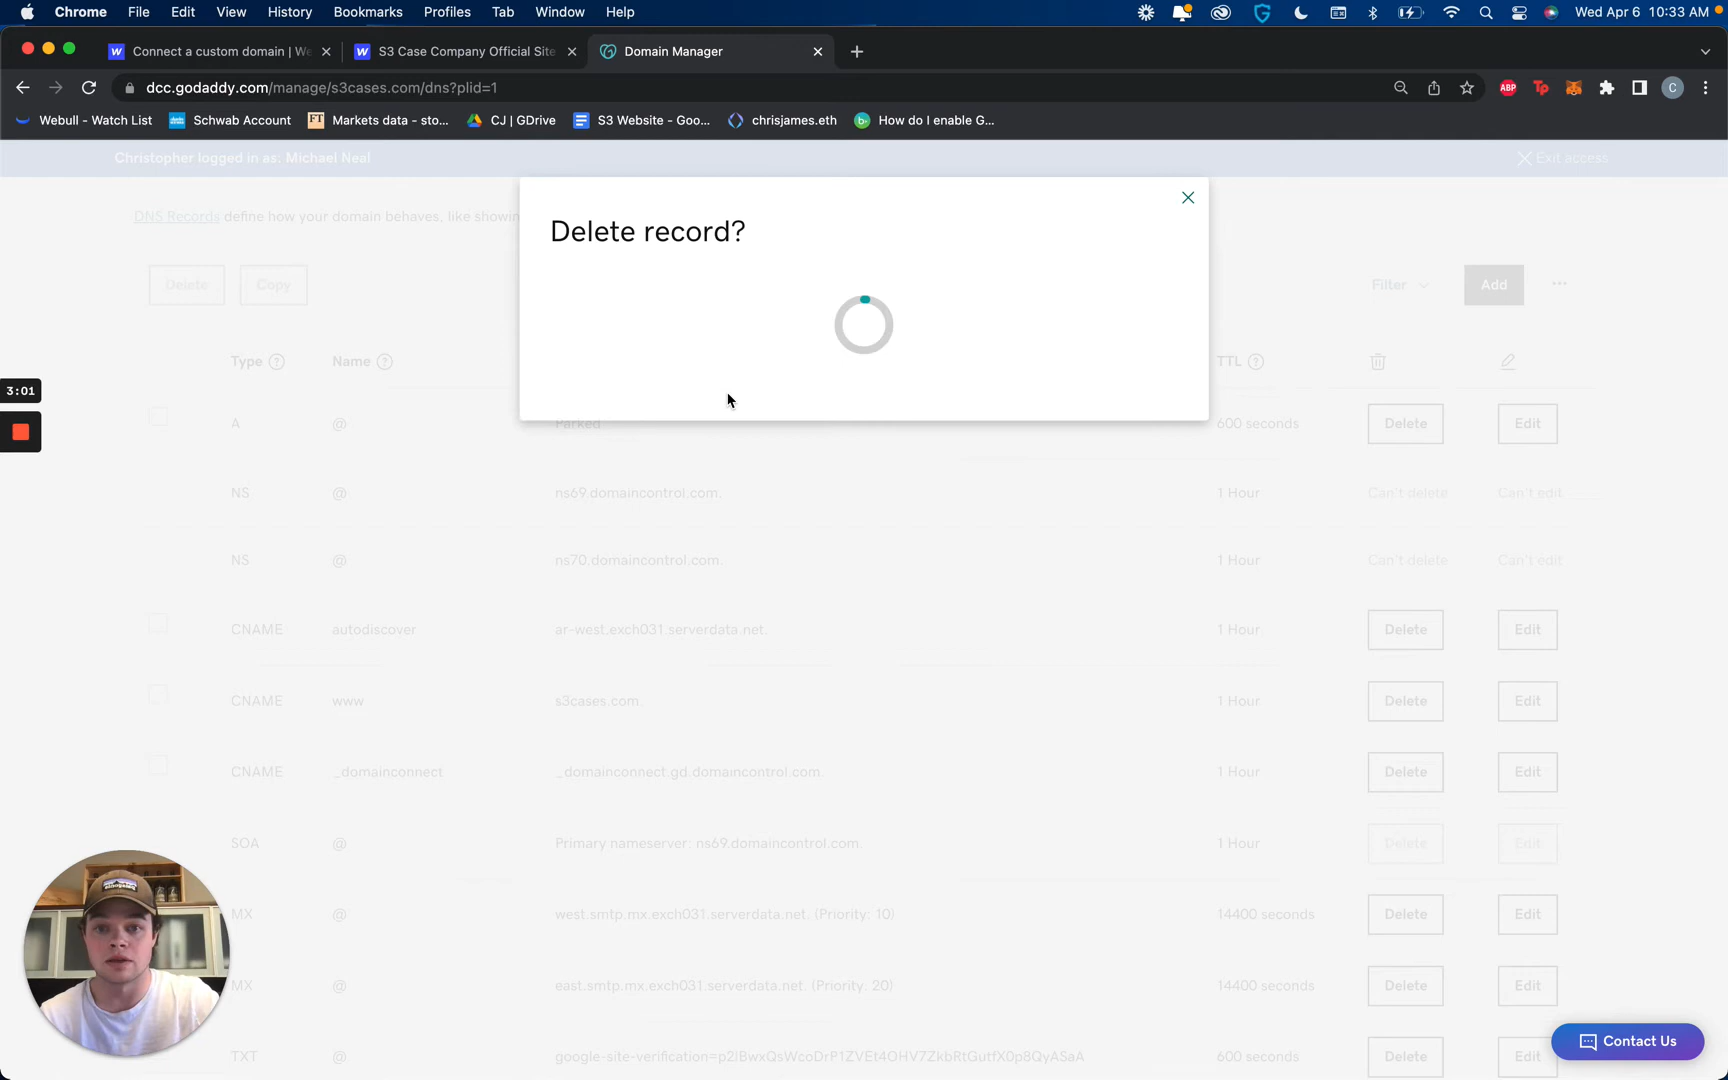 Chrome File Edit View History Bookmarks Profiles Tab Window Help Wed Apr 6 10:33 AM
Connect a custom domain | We S3 Case Company Official Site Domain Manager
dcc.godaddy.com/manage/s3cases.com/dns?plid=1 ABP Tp C
Webull - Watch List Schwab Account FT Markets data - sto... CJ | GDrive S3 Website - Goo... chrisjames.eth How do I enable G...
Christopher logged in as: Michael Neal Exit access
DNS Records define how your domain behaves, like showin
Delete record?
Delete Copy Filter Add
Type Name TTL
3:01
A @ Parked 600 seconds Delete Edit
NS @ ns69.domaincontrol.com. 1 Hour Can't delete Can't edit
NS @ ns70.domaincontrol.com. 1 Hour Can't delete Can't edit
CNAME autodiscover ar-west.exch031.serverdata.net. 1 Hour Delete Edit
CNAME www s3cases.com. 1 Hour Delete Edit
CNAME _domainconnect _domainconnect.gd.domaincontrol.com. 1 Hour Delete Edit
SOA @ Primary nameserver: ns69.domaincontrol.com. 1 Hour Delete Edit
MX @ west.smtp.mx.exch031.serverdata.net. (Priority: 10) 14400 seconds Delete Edit
MX @ east.smtp.mx.exch031.serverdata.net. (Priority: 20) 14400 seconds Delete Edit
Contact Us
TXT @ 600 seconds Delete Edit